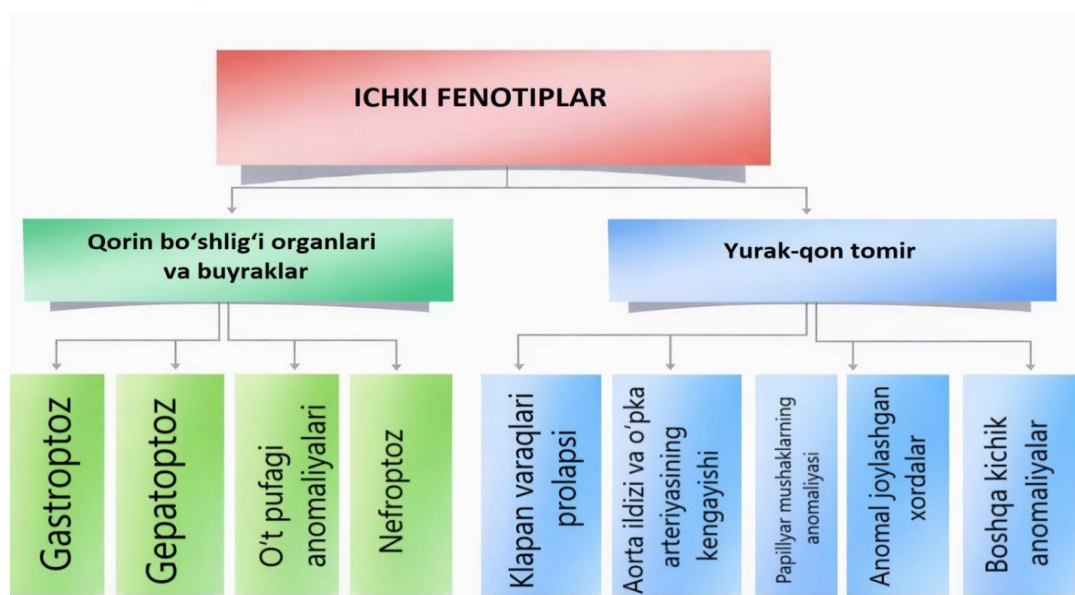 ICHKI FENOTIPLAR
Qorin bo‘shlig‘i organlari
va buyraklar
Yurak-qon tomir
Gastroptoz
Gepatoptoz
O‘t pufagi
anomaliyalari
Nefroptoz
Klapan varaqlari
prolapsi
Aorta ildizi va o‘pka
arteriyasining
kengayishi
Papillyar mushaklarning
anomaliyasi
Anomal joylashgan
xordalar
Boshqa kichik
anomaliyalar